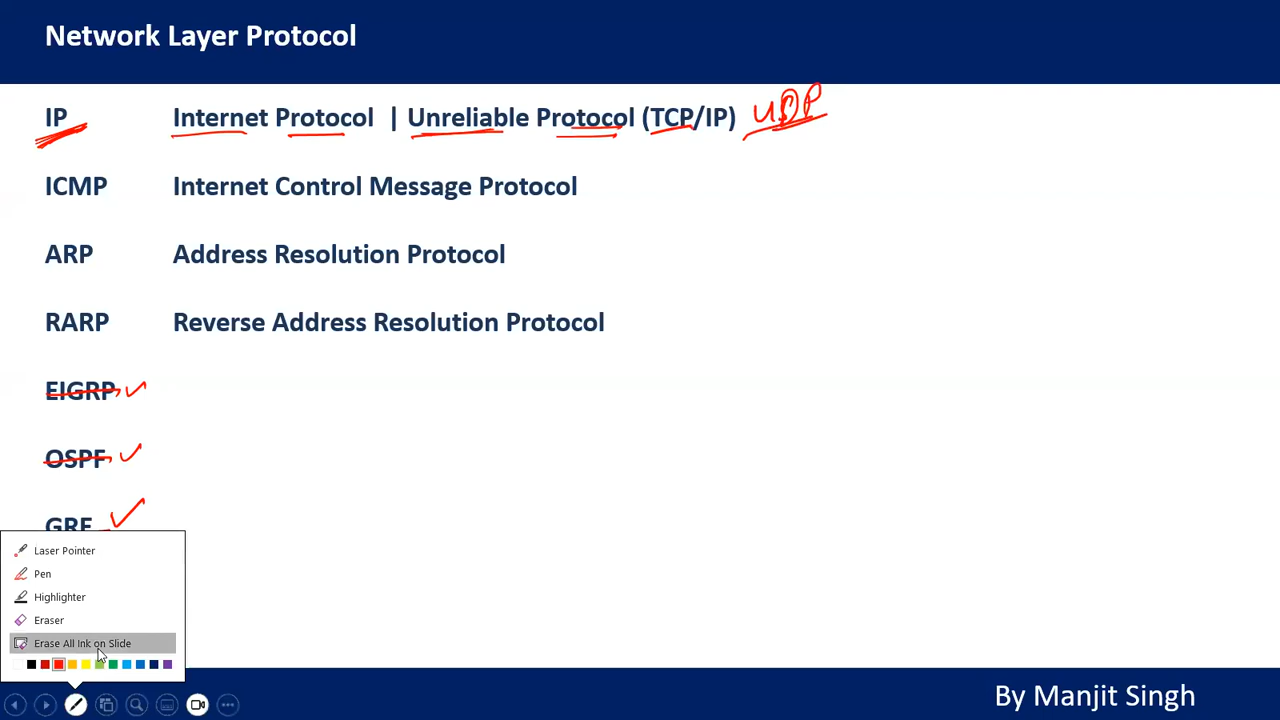 Network Layer Protocol
IP Internet Protocol | Unreliable Protocol (TCP/IP) UDP
ICMP Internet Control Message Protocol
ARP Address Resolution Protocol
RARP Reverse Address Resolution Protocol
EIGRP
OSPF
GRE
Laser Pointer
Pen
Highlighter
Eraser
Erase All Ink on Slide
By Manjit Singh